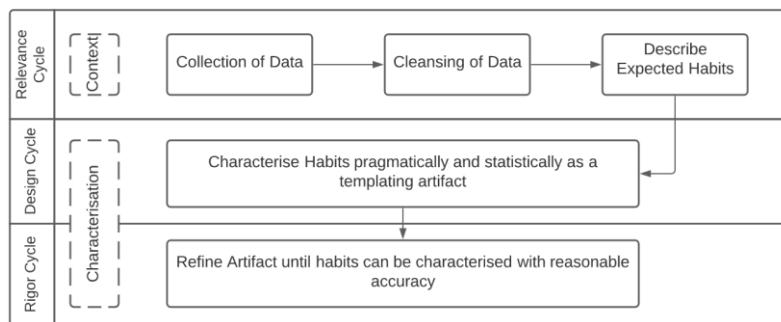 Relevance
Cycle
Context
Collection of Data
Cleansing of Data
Describe
Expected Habits
Design Cycle
Characterisation
Characterise Habits pragmatically and statistically as a
templating artifact
Rigor Cycle
Refine Artifact until habits can be characterised with reasonable
accuracy